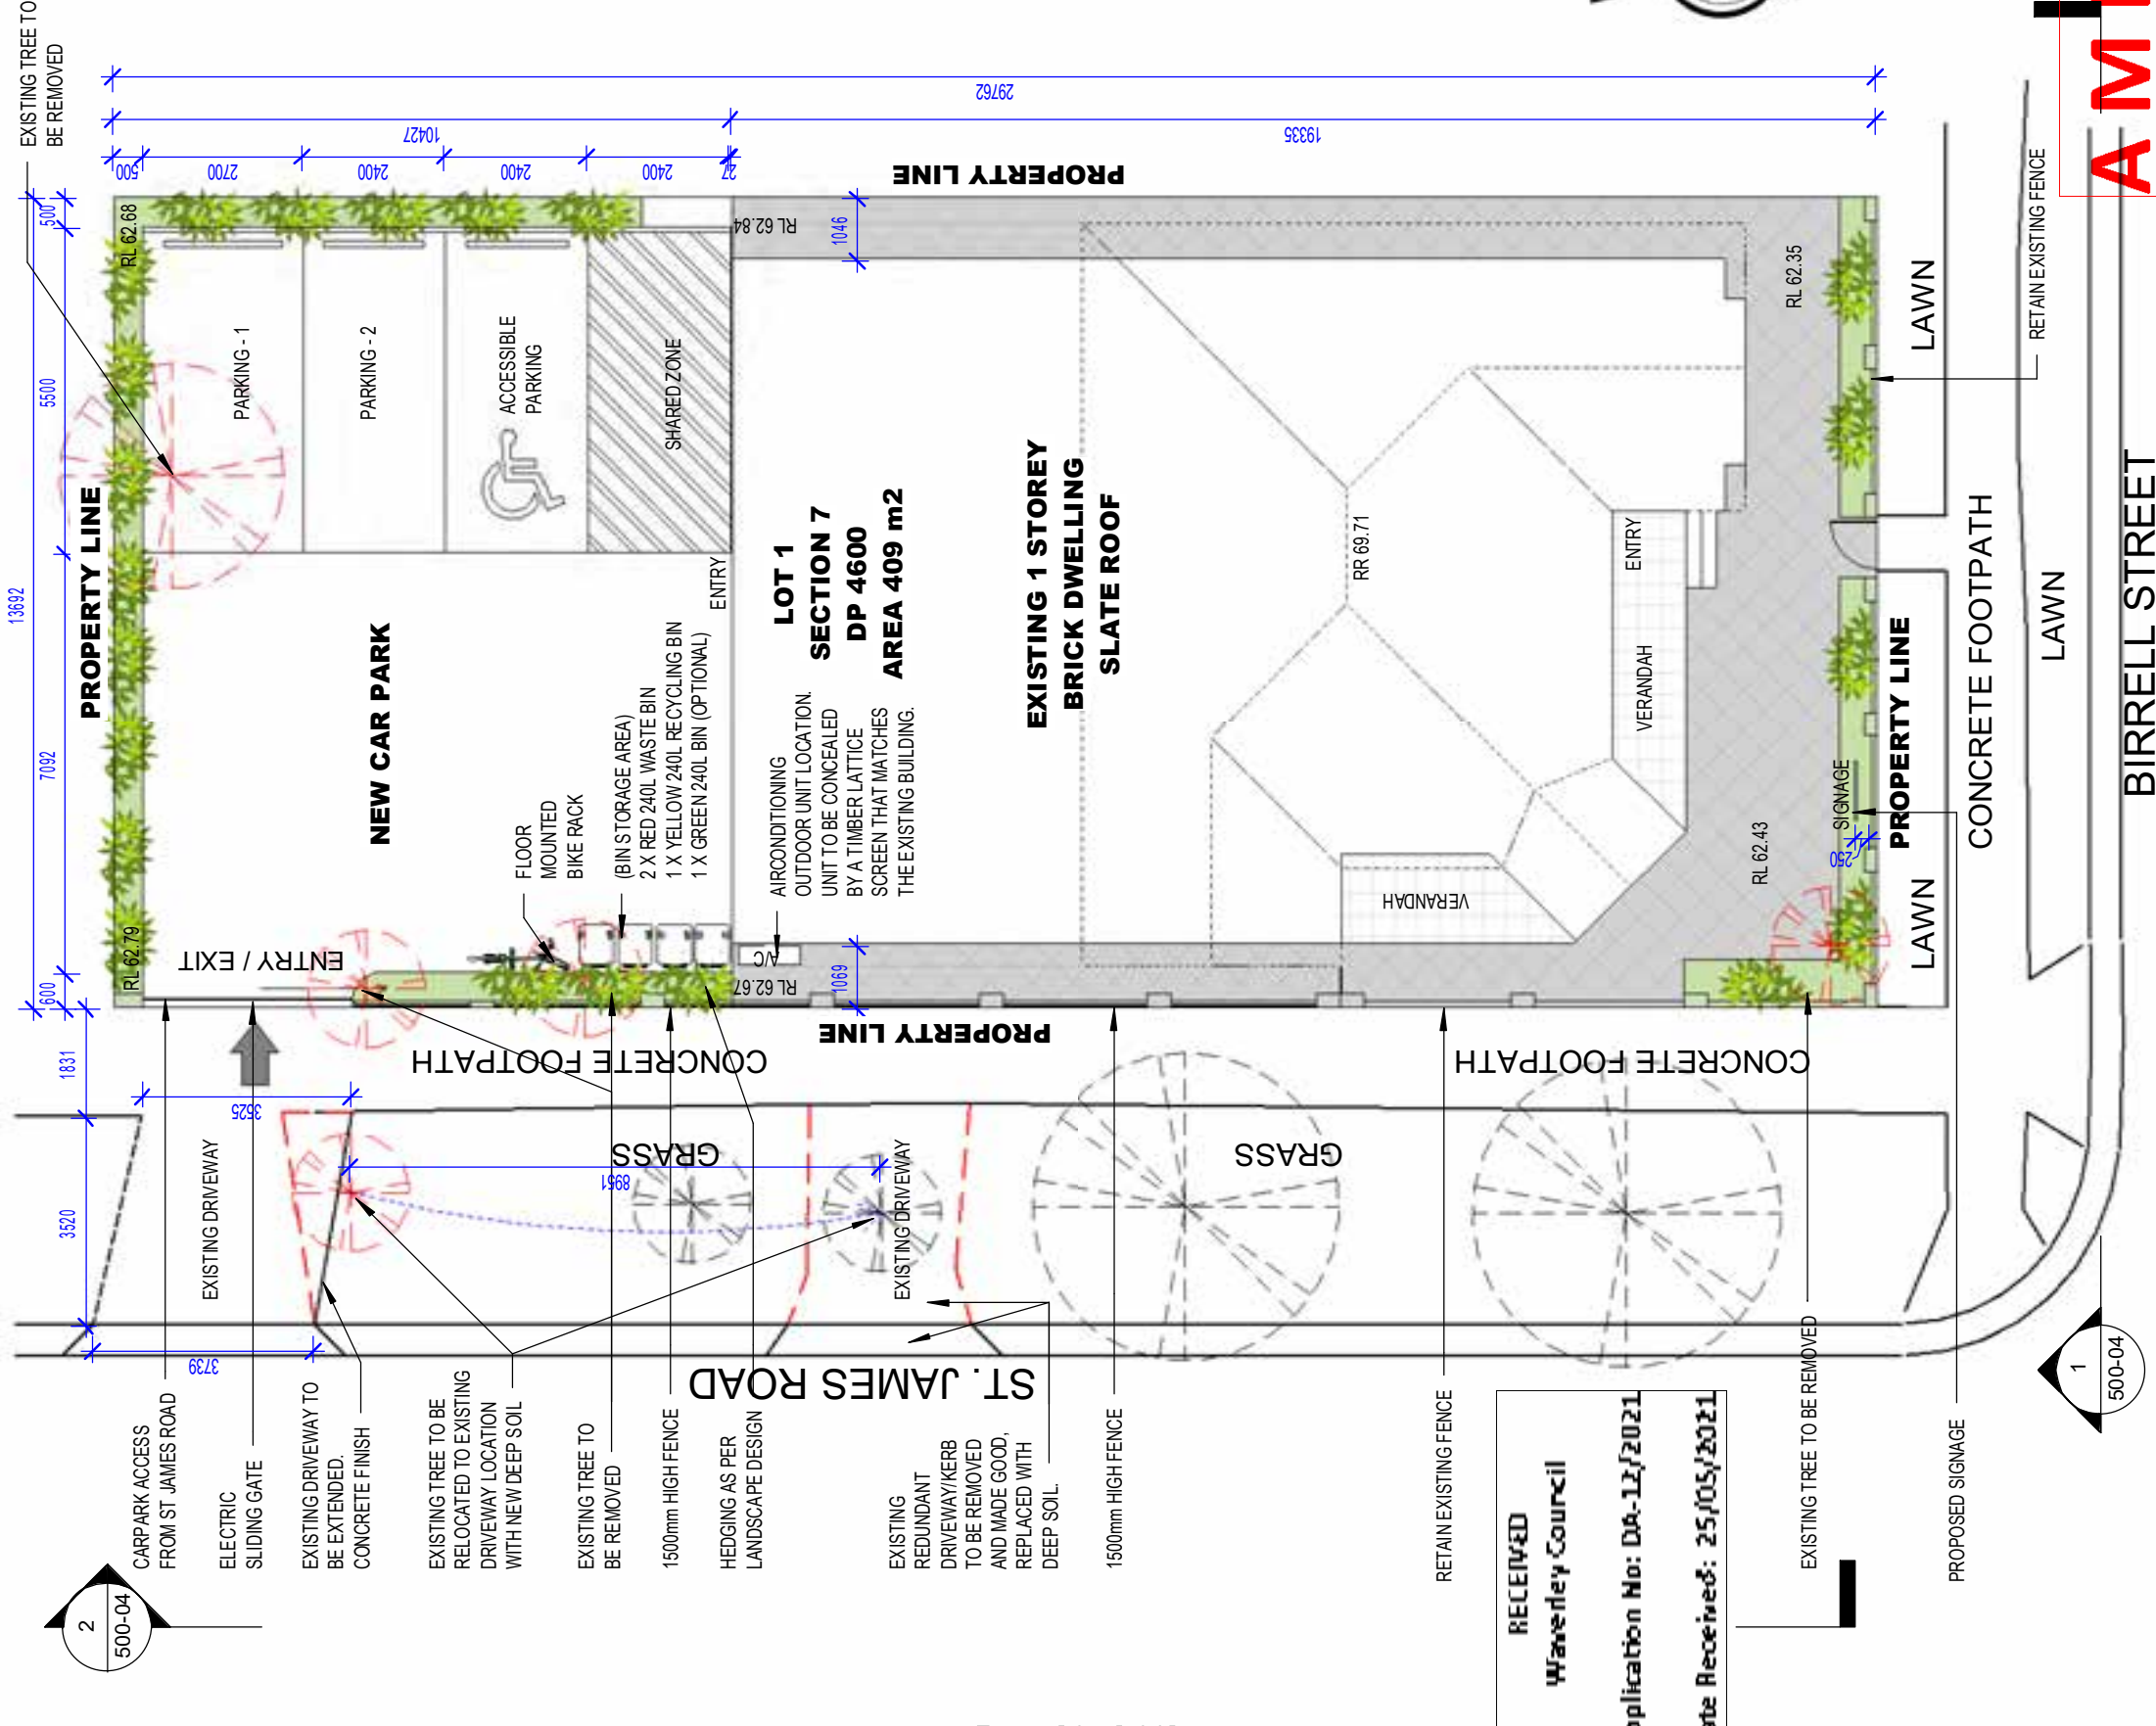 EXISTING TREE TO
BE REMOVED
13692
600
7092
5500
500
29762
10427
19335
500
2700
2400
2400
2400
27
PROPERTY LINE
PROPERTY LINE
RL 62.79
RL 62.68
NEW CAR PARK
PARKING - 1
PARKING - 2
ACCESSIBLE
PARKING
SHARED ZONE
ENTRY / EXIT
FLOOR
MOUNTED
BIKE RACK
(BIN STORAGE AREA)
2 X RED 240L WASTE BIN
1 X YELLOW 240L RECYCLING BIN
1 X GREEN 240L BIN (OPTIONAL)
ENTRY
RL 62.67
RL 62.84
A/C
1069
1046
AIRCONDITIONING
OUTDOOR UNIT LOCATION.
UNIT TO BE CONCEALED
BY A TIMBER LATTICE
SCREEN THAT MATCHES
THE EXISTING BUILDING.
LOT 1
SECTION 7
DP 4600
AREA 409 m2
EXISTING 1 STOREY
BRICK DWELLING
SLATE ROOF
RR 69.71
VERANDAH
VERANDAH
ENTRY
RL 62.43
RL 62.35
SIGNAGE
250
PROPERTY LINE
PROPERTY LINE
LAWN
LAWN
CONCRETE FOOTPATH
LAWN
RETAIN EXISTING FENCE
BIRRELL STREET
A M
1831
3520
3525
3739
8951
CONCRETE FOOTPATH
CONCRETE FOOTPATH
EXISTING DRIVEWAY
GRASS
EXISTING DRIVEWAY
GRASS
ST. JAMES ROAD
CARPARK ACCESS
FROM ST JAMES ROAD
ELECTRIC
SLIDING GATE
EXISTING DRIVEWAY TO
BE EXTENDED.
CONCRETE FINISH
EXISTING TREE TO BE
RELOCATED TO EXISTING
DRIVEWAY LOCATION
WITH NEW DEEP SOIL
EXISTING TREE TO
BE REMOVED
1500mm HIGH FENCE
HEDGING AS PER
LANDSCAPE DESIGN
EXISTING
REDUNDANT
DRIVEWAY/KERB
TO BE REMOVED
AND MADE GOOD,
REPLACED WITH
DEEP SOIL.
1500mm HIGH FENCE
RETAIN EXISTING FENCE
EXISTING TREE TO BE REMOVED
PROPOSED SIGNAGE
2
500-04
1
500-04
RECEIVED
Waverley Council
plication No: DA-12/2021
te Received: 25/05/2021